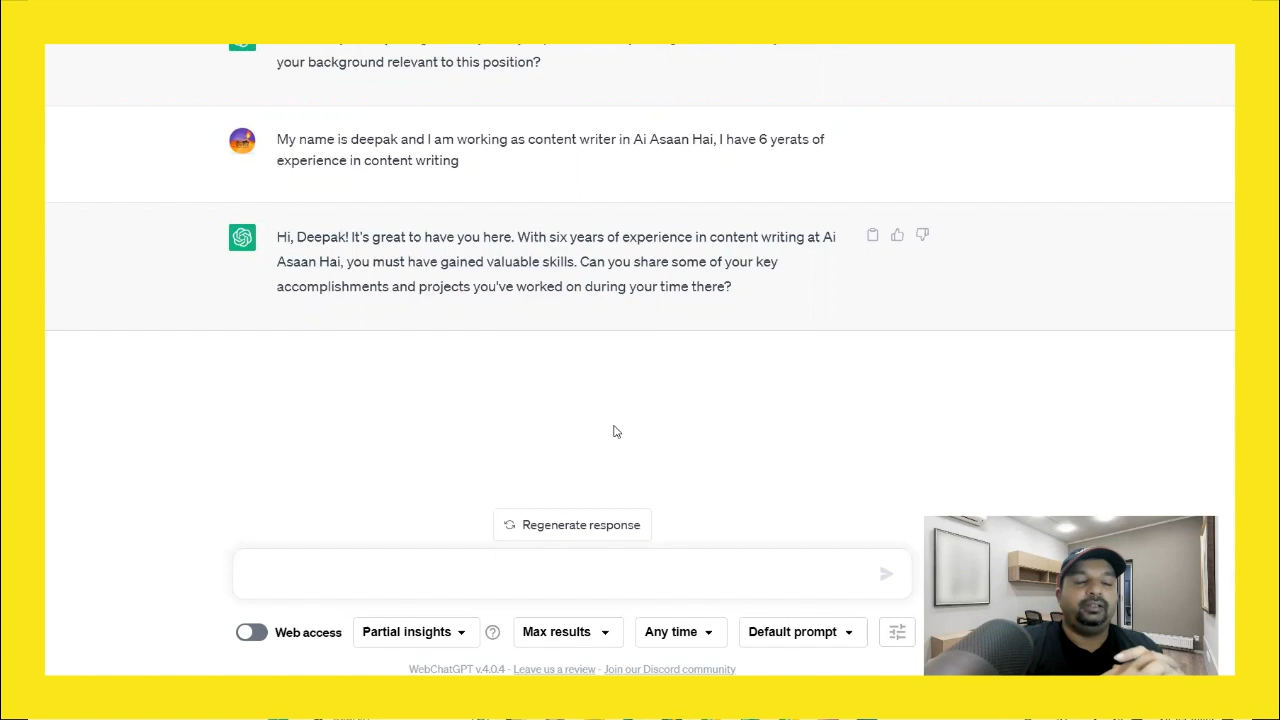 your background relevant to this position?
My name is deepak and I am working as content writer in Ai Asaan Hai, I have 6 yerats of
experience in content writing
Hi, Deepak! It's great to have you here. With six years of experience in content writing at Ai
Asaan Hai, you must have gained valuable skills. Can you share some of your key
accomplishments and projects you've worked on during your time there?
Regenerate response
Web access
Partial insights
Max results
Any time
Default prompt
WebChatGPT v.4.0.4 · Leave us a review · Join our Discord community